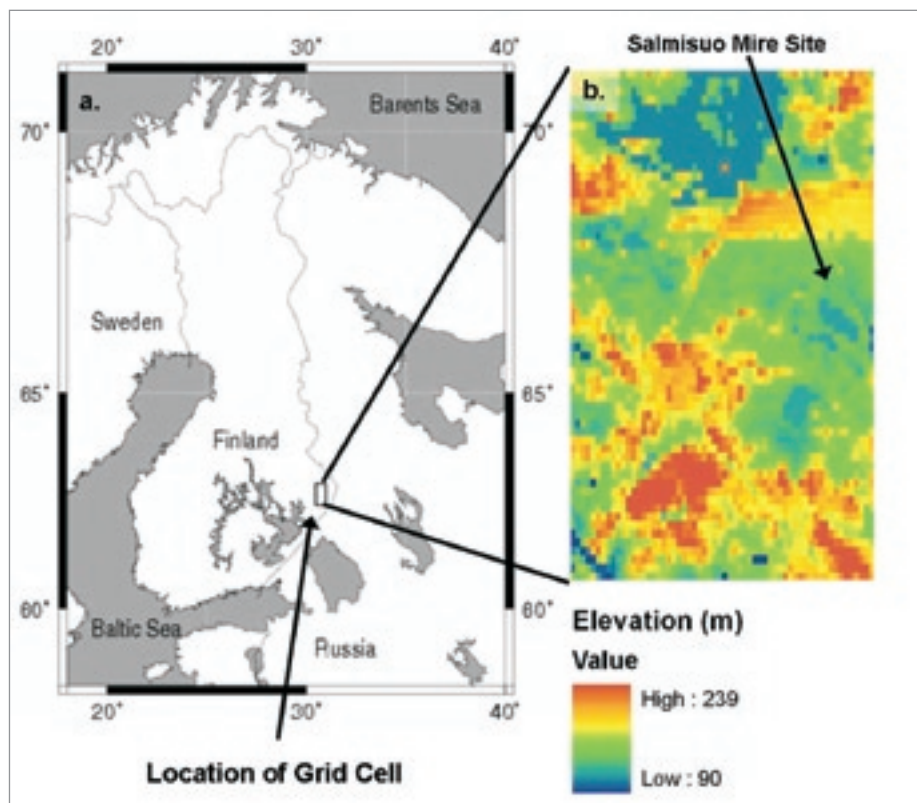 Salmisuo Mire Site
20° 30° 40°
a.
b.
Barents Sea
70°
70°
Sweden
65°
65°
Finland
60°
60°
Baltic Sea
Russia
20° 30° 40°
Location of Grid Cell
Elevation (m)
Value
High : 239
Low : 90